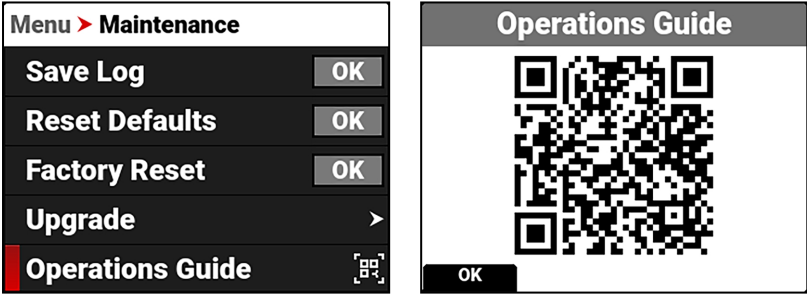 Menu ➤ Maintenance
Save Log OK
Reset Defaults OK
Factory Reset OK
Upgrade
Operations Guide
Operations Guide
OK